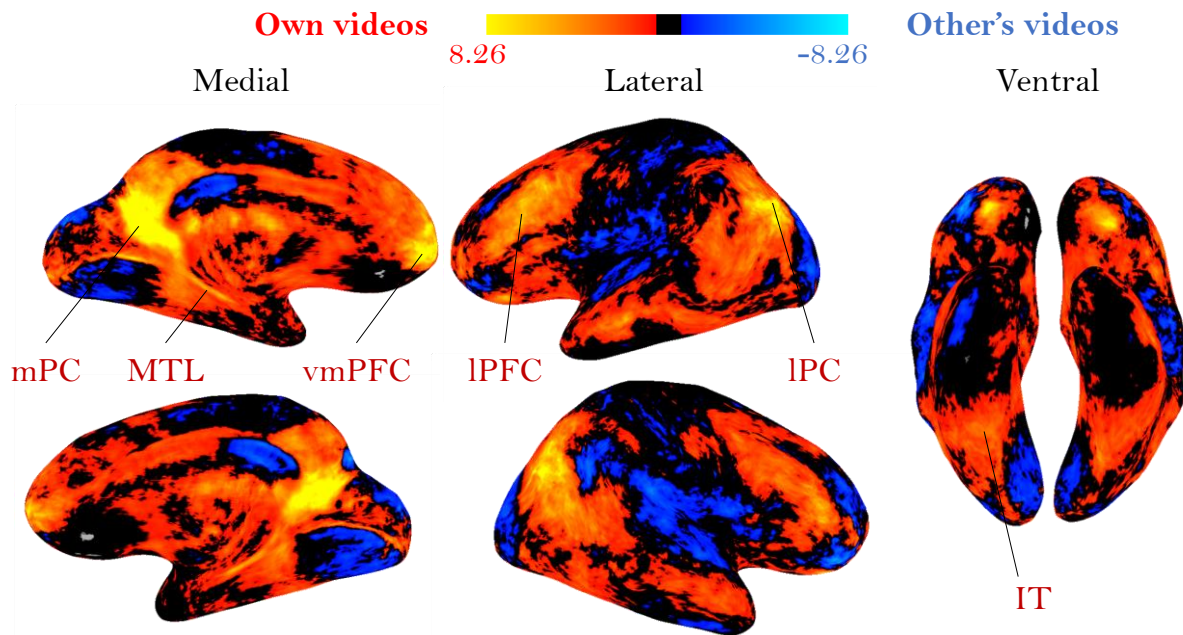 Own videos
Other's videos
8.26
-8.26
Medial
Lateral
Ventral
mPC
MTL
vmPFC
lPFC
lPC
IT